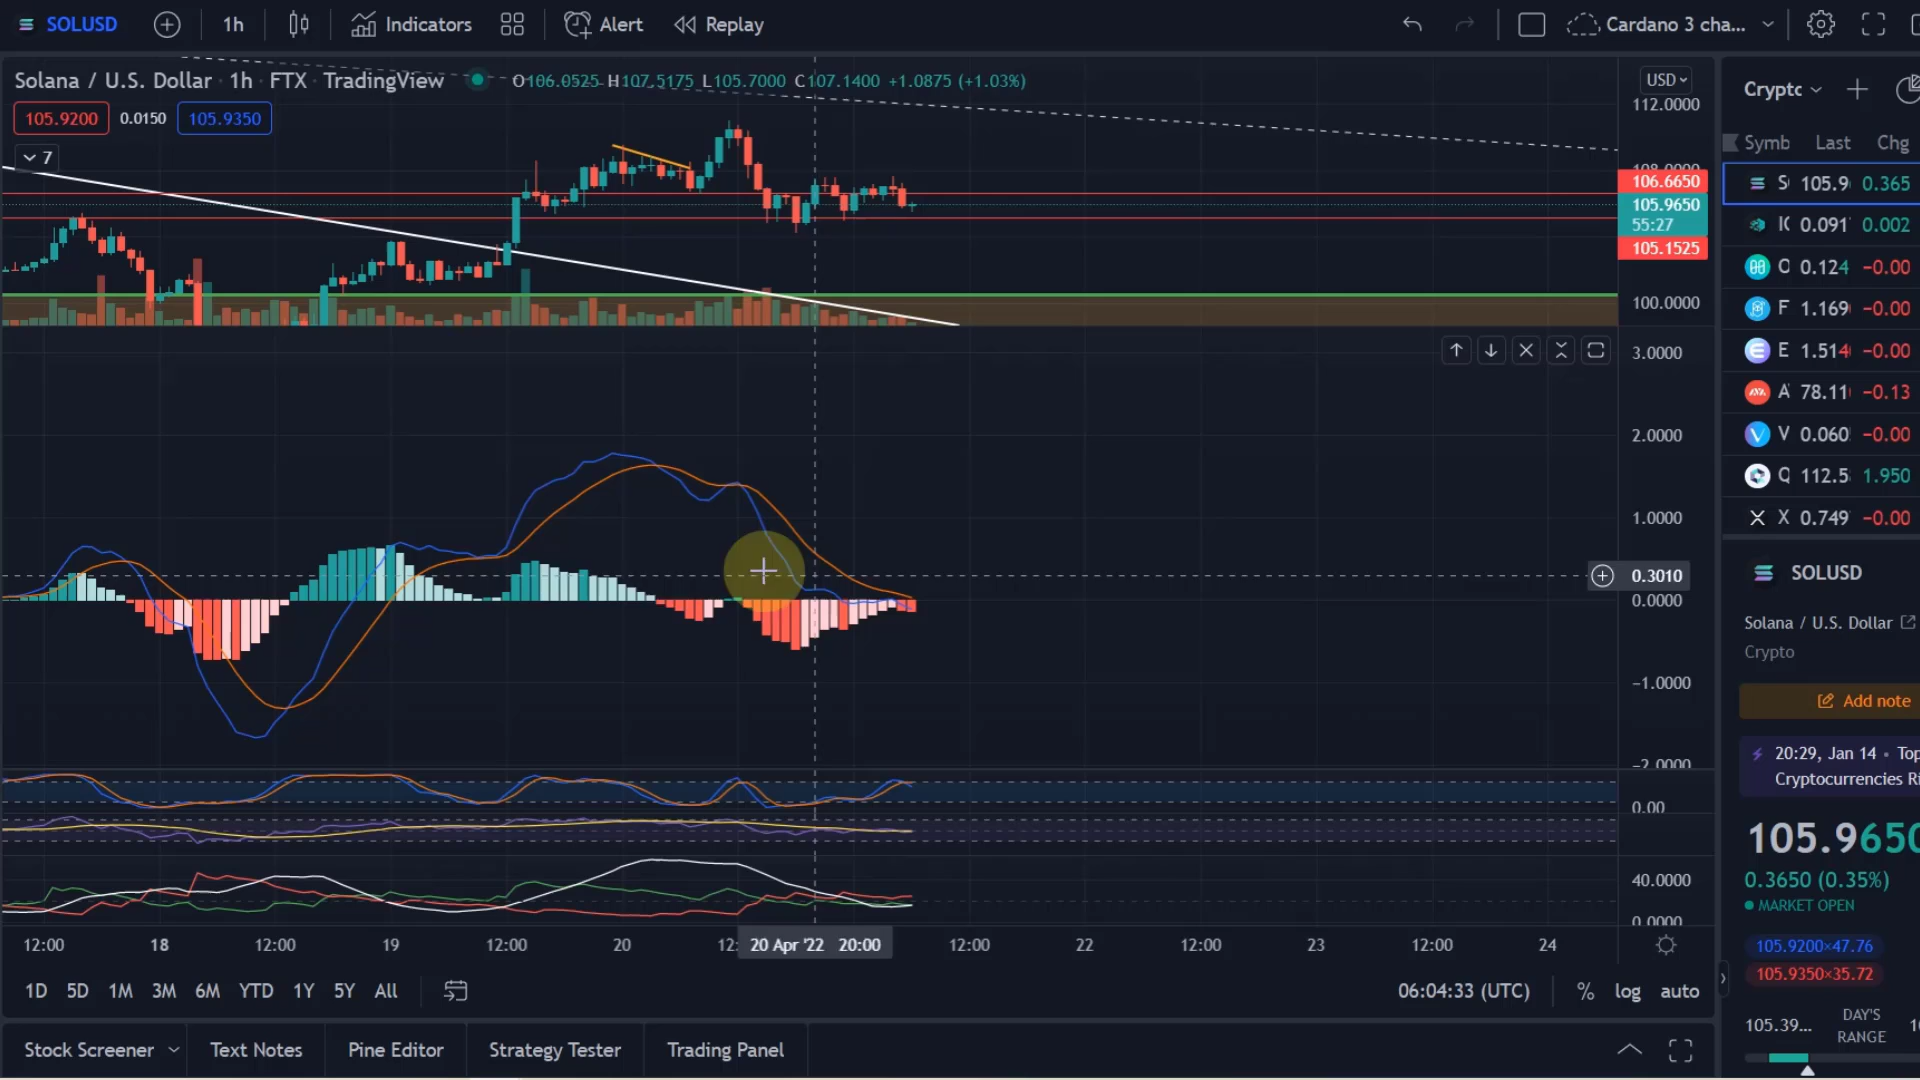 SOLUSD 1h Indicators Alert Replay Cardano 3 cha...
Solana / U.S. Dollar · 1h · FTX · TradingView O106.0525 H107.5175 L105.7000 C107.1400 +1.0875 (+1.03%)
105.9200 0.0150 105.9350
7
USD
112.0000
108.0000
106.6650
105.9650
55:27
105.1525
100.0000
3.0000
2.0000
1.0000
0.3010
0.0000
−1.0000
−2.0000
0.00
40.0000
0.0000
12:00 18 12:00 19 12:00 20 12: 20 Apr '22 20:00 12:00 22 12:00 23 12:00 24
1D 5D 1M 3M 6M YTD 1Y 5Y All 06:04:33 (UTC) % log auto
Stock Screener Text Notes Pine Editor Strategy Tester Trading Panel
Crypto
Symb Last Chg
S 105.9 0.365
IC 0.091 0.002
O 0.124 −0.00
F 1.169 −0.00
E 1.514 −0.00
A 78.11 −0.13
V 0.060 −0.00
Q 112.5 1.950
X 0.749 −0.00
SOLUSD
Solana / U.S. Dollar
Crypto
Add note
20:29, Jan 14 • Top
Cryptocurrencies Ri
105.9650
0.3650 (0.35%)
MARKET OPEN
105.9200×47.76
105.9350×35.72
105.39... DAY'S RANGE